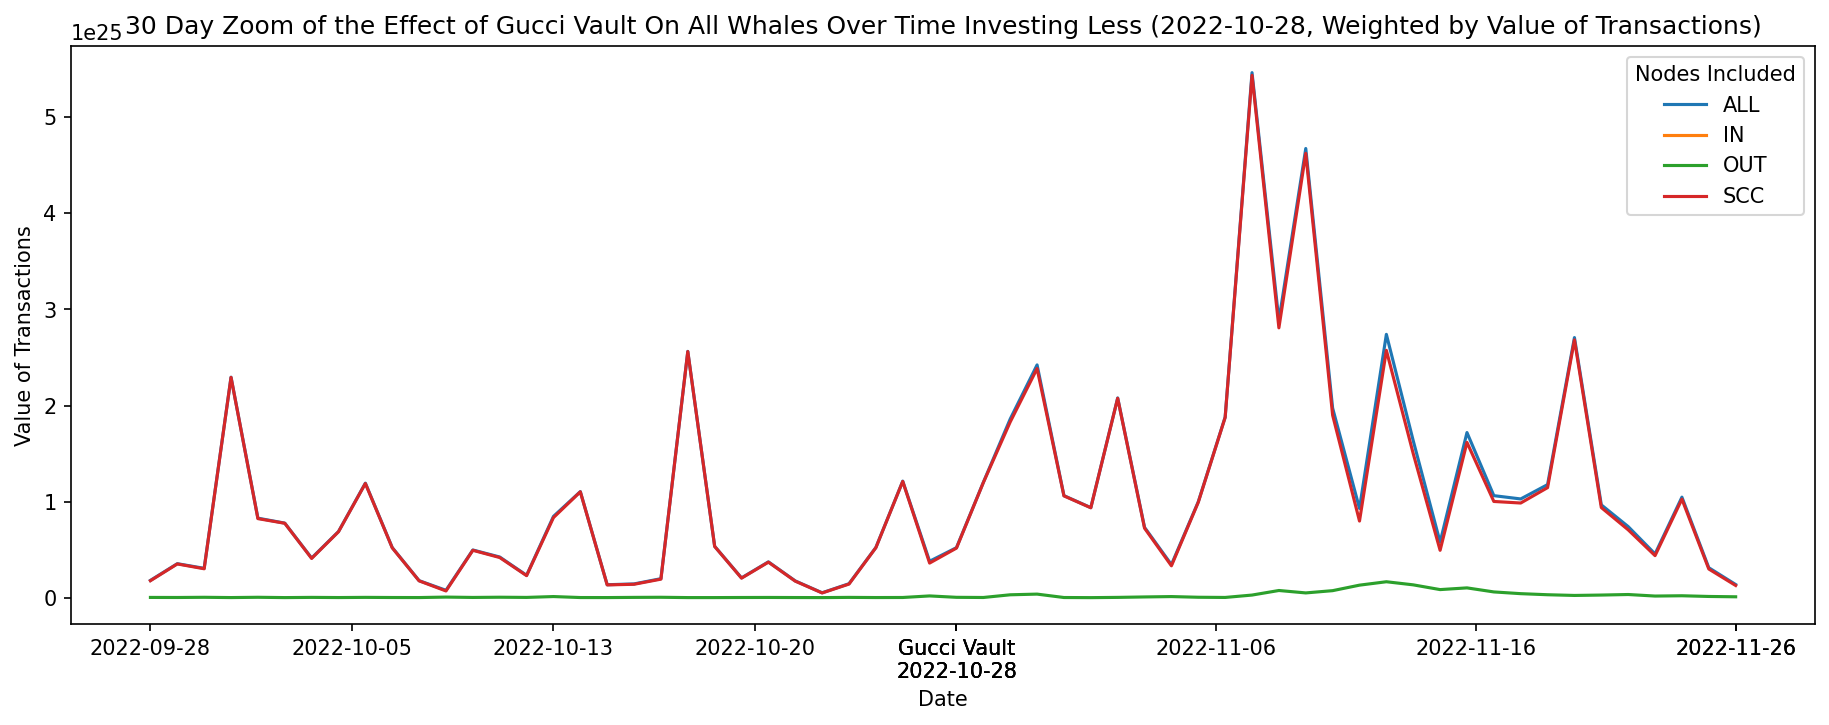 30 Day Zoom of the Effect of Gucci Vault On All Whales Over Time Investing Less (2022-10-28, Weighted by Value of Transactions)
1e25
Nodes Included
ALL
IN
OUT
SCC
5
4
3
2
1
0
Value of Transactions
2022-09-28
2022-10-05
2022-10-13
2022-10-20
Gucci Vault
2022-10-28
2022-11-06
2022-11-16
2022-11-26
Date